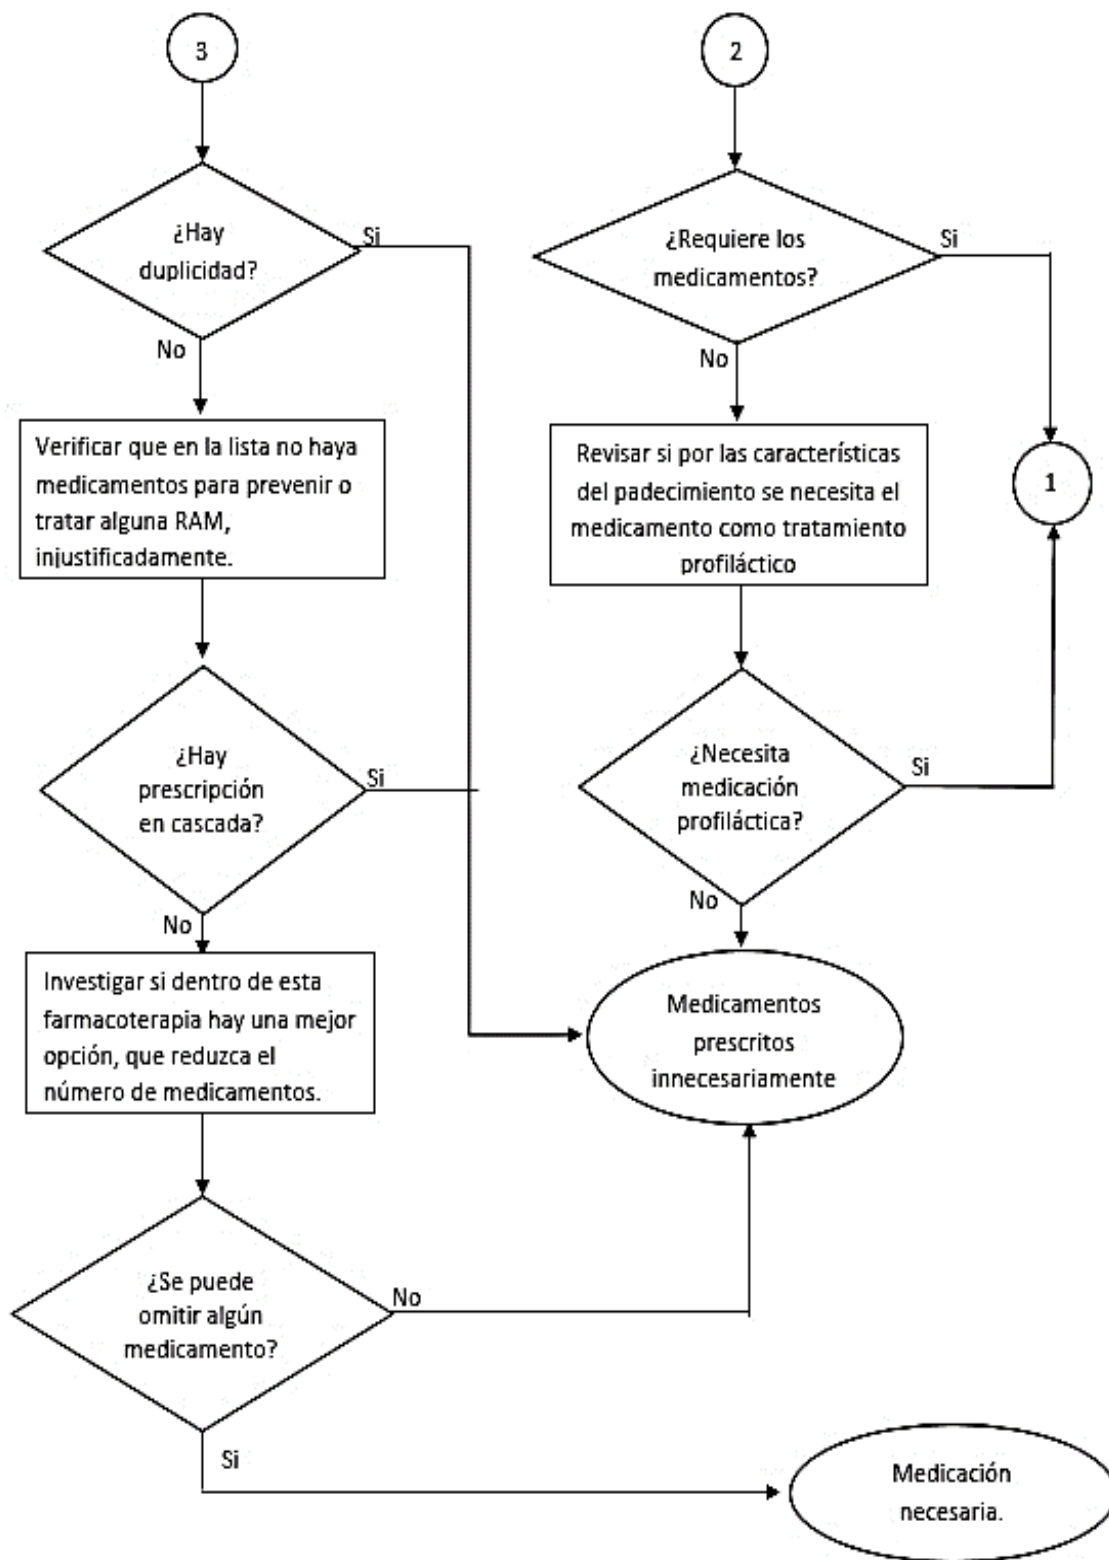 3
¿Hay
duplicidad?
Si
No
Verificar que en la lista no haya
medicamentos para prevenir o
tratar alguna RAM,
injustificadamente.
¿Hay
prescripción
en cascada?
Si
No
Investigar si dentro de esta
farmacoterapia hay una mejor
opción, que reduzca el
número de medicamentos.
¿Se puede
omitir algún
medicamento?
No
Si
2
¿Requiere los
medicamentos?
Si
No
1
Revisar si por las características
del padecimiento se necesita el
medicamento como tratamiento
profiláctico
¿Necesita
medicación
profiláctica?
Si
No
Medicamentos
prescritos
innecesariamente
Medicación
necesaria.